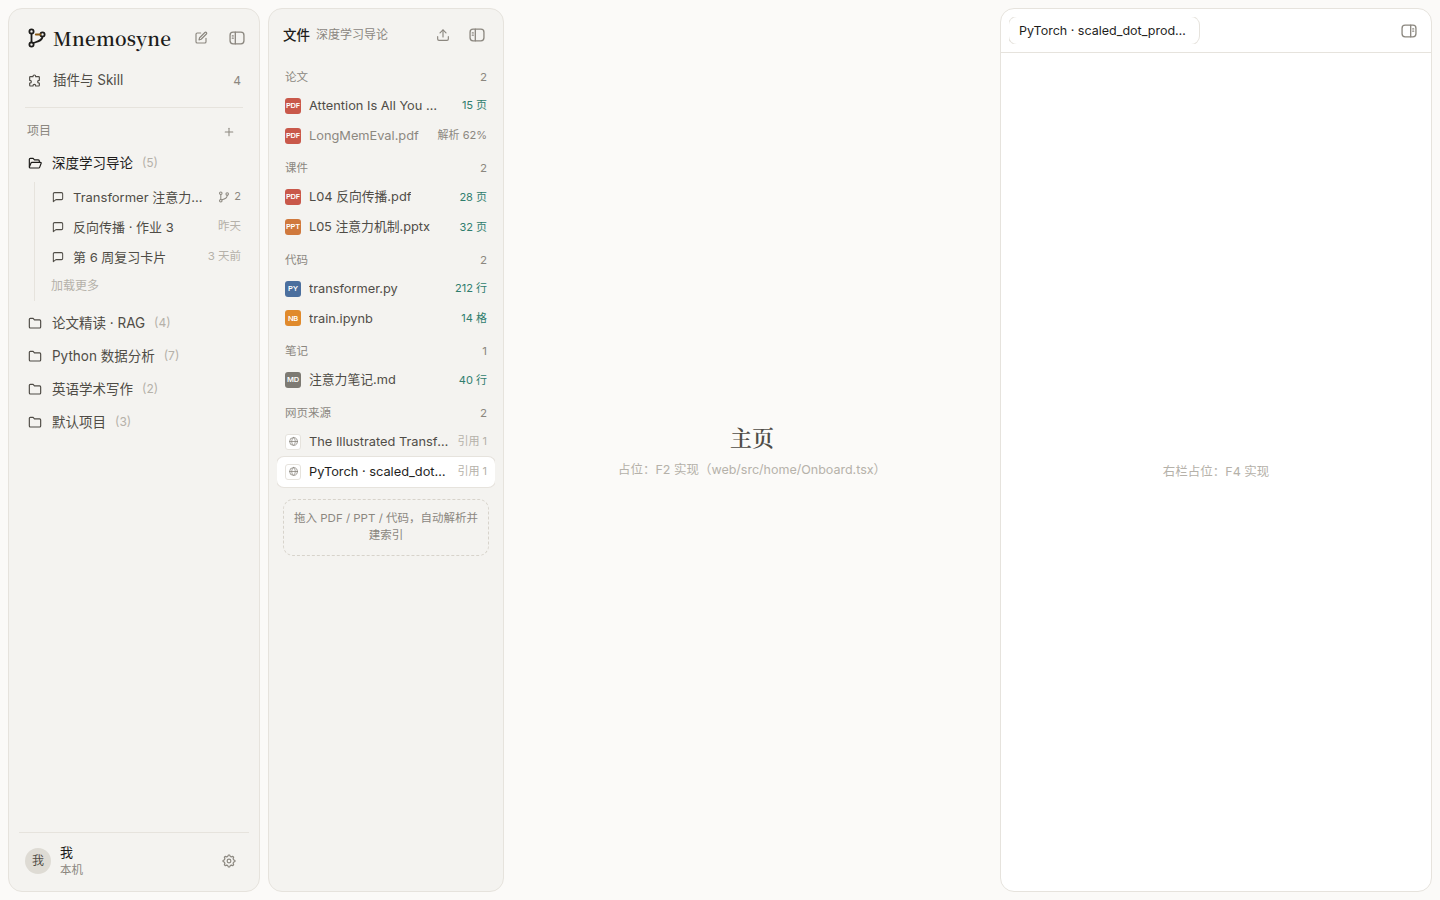 Mnemosyne
插件与 Skill 4
项目
深度学习导论 (5)
Transformer 注意力... 2
反向传播 · 作业 3 昨天
第 6 周复习卡片 3 天前
加载更多
论文精读 · RAG (4)
Python 数据分析 (7)
英语学术写作 (2)
默认项目 (3)
我 我
本机
文件 深度学习导论
论文 2
PDF Attention Is All You ... 15 页
PDF LongMemEval.pdf 解析 62%
课件 2
PDF L04 反向传播.pdf 28 页
PPT L05 注意力机制.pptx 32 页
代码 2
PY transformer.py 212 行
NB train.ipynb 14 格
笔记 1
MD 注意力笔记.md 40 行
网页来源 2
The Illustrated Transf... 引用 1
PyTorch · scaled_dot... 引用 1
拖入 PDF / PPT / 代码，自动解析并
建索引
主页
占位：F2 实现（web/src/home/Onboard.tsx）
PyTorch · scaled_dot_prod...
右栏占位：F4 实现